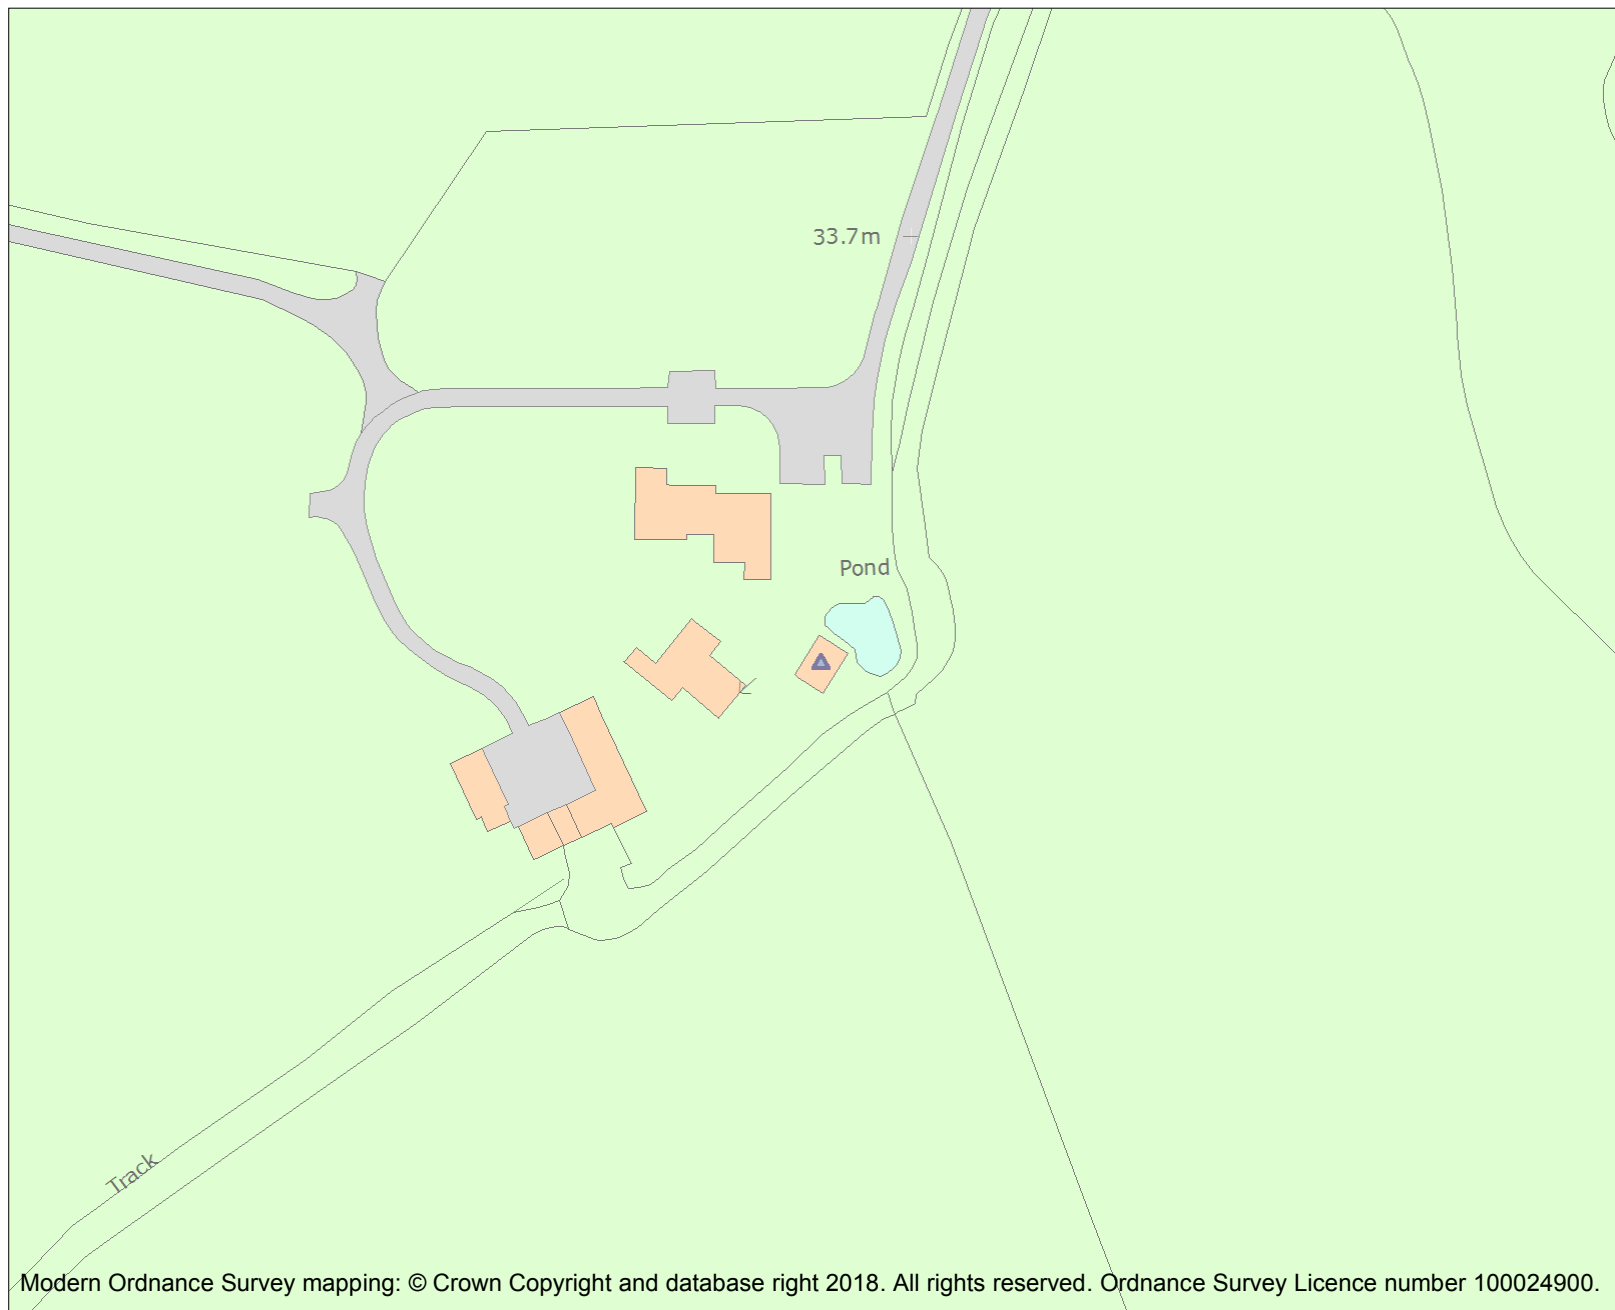 33.7m
Pond
Track
Modern Ordnance Survey mapping: © Crown Copyright and database right 2018. All rights reserved. Ordnance Survey Licence number 100024900.